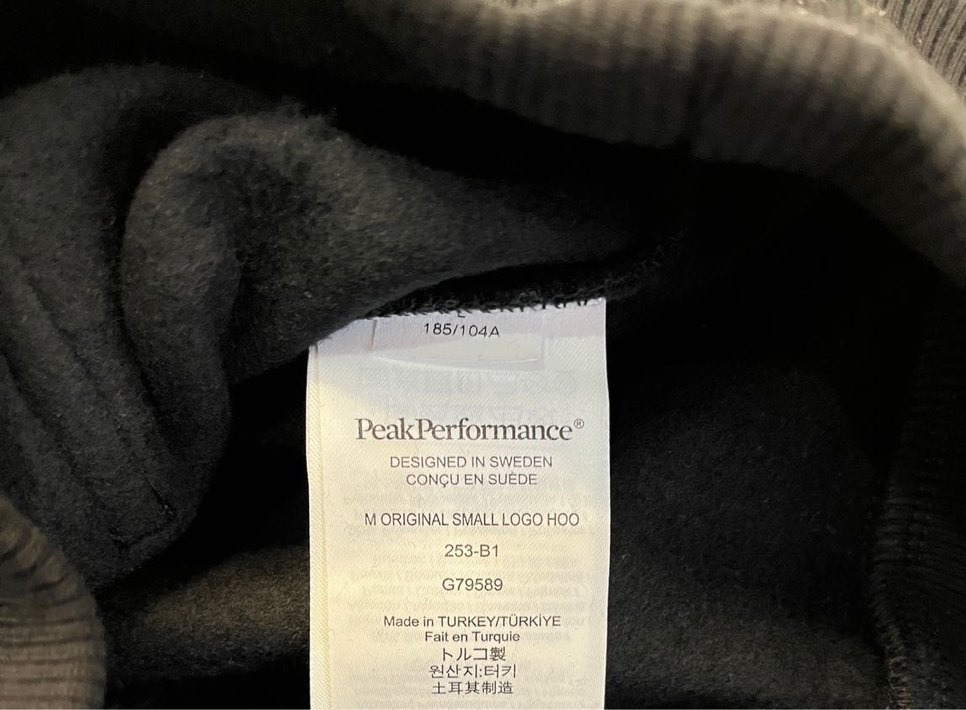 L
185/104A
PeakPerformance®
DESIGNED IN SWEDEN
CONÇU EN SUÈDE
M ORIGINAL SMALL LOGO HOO
253-B1
G79589
Made in TURKEY/TÜRKİYE
Fait en Turquie
トルコ製
원산지:터키
土耳其制造